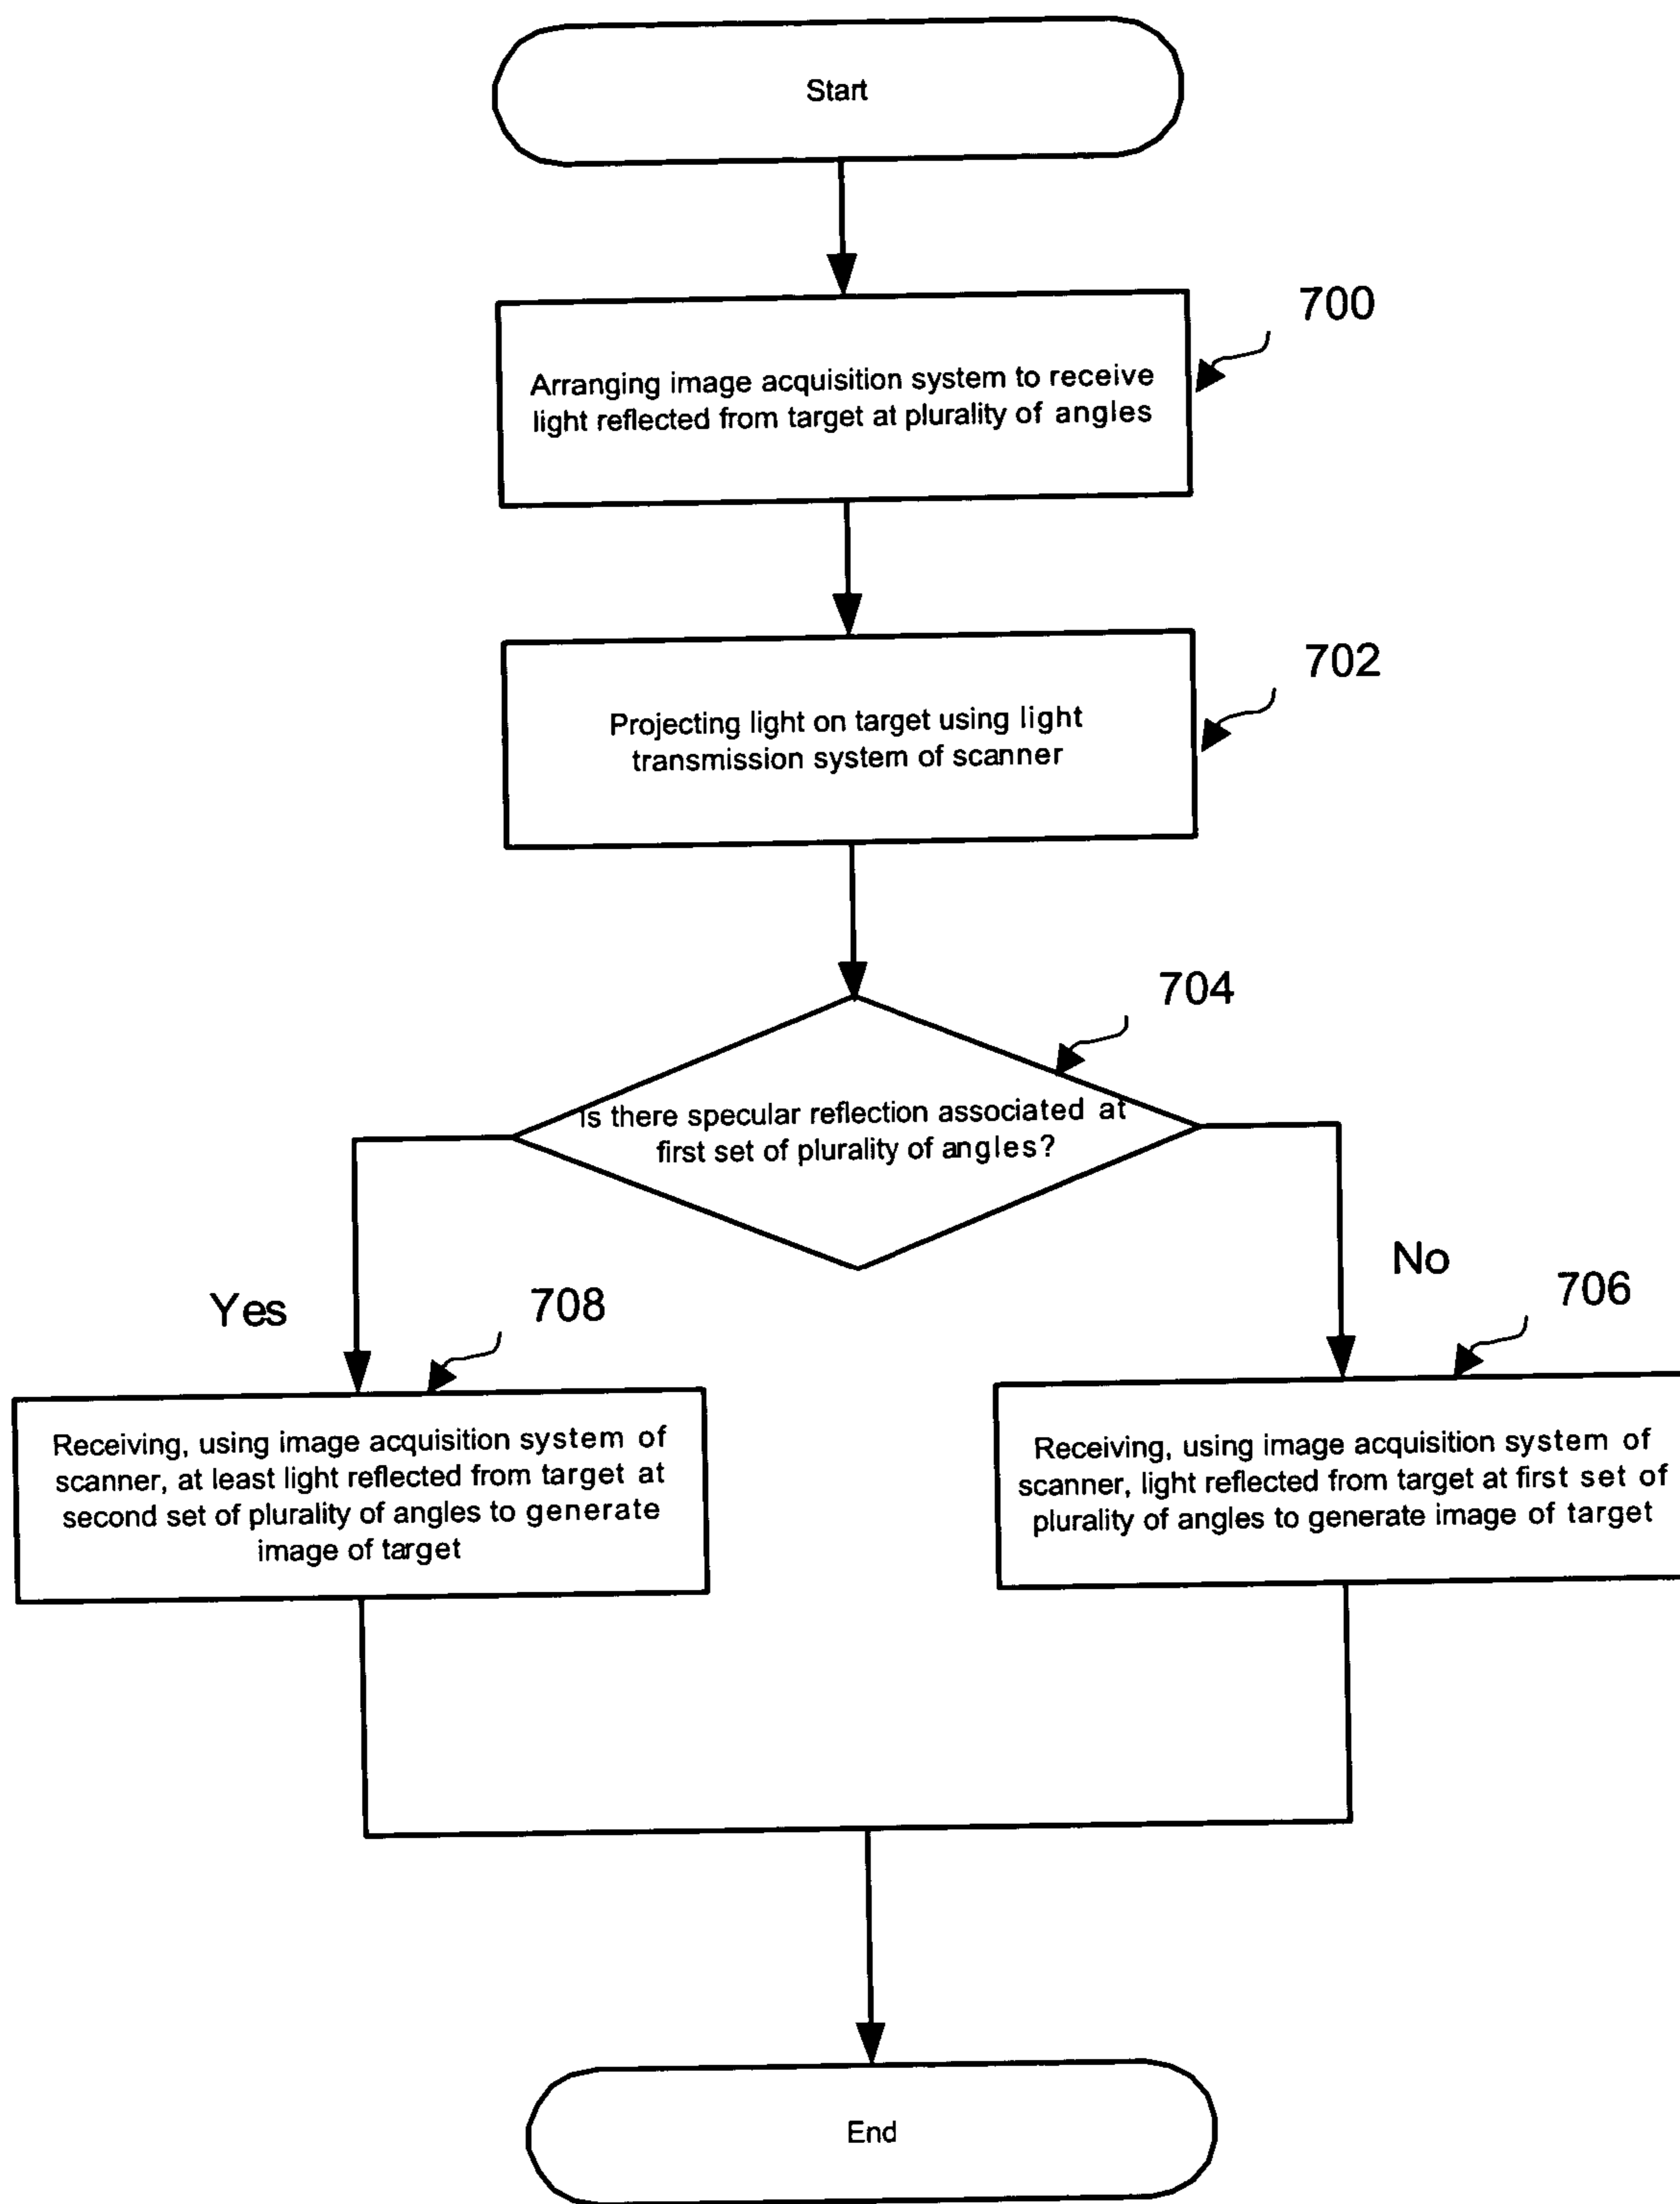 Start
700
Arranging image acquisition system to receive
light reflected from target at plurality of angles
702
Projecting light on target using light
transmission system of scanner
704
Is there specular reflection associated at
first set of plurality of angles?
Yes
No
708
706
Receiving, using image acquisition system of
scanner, at least light reflected from target at
second set of plurality of angles to generate
image of target
Receiving, using image acquisition system of
scanner, light reflected from target at first set of
plurality of angles to generate image of target
End